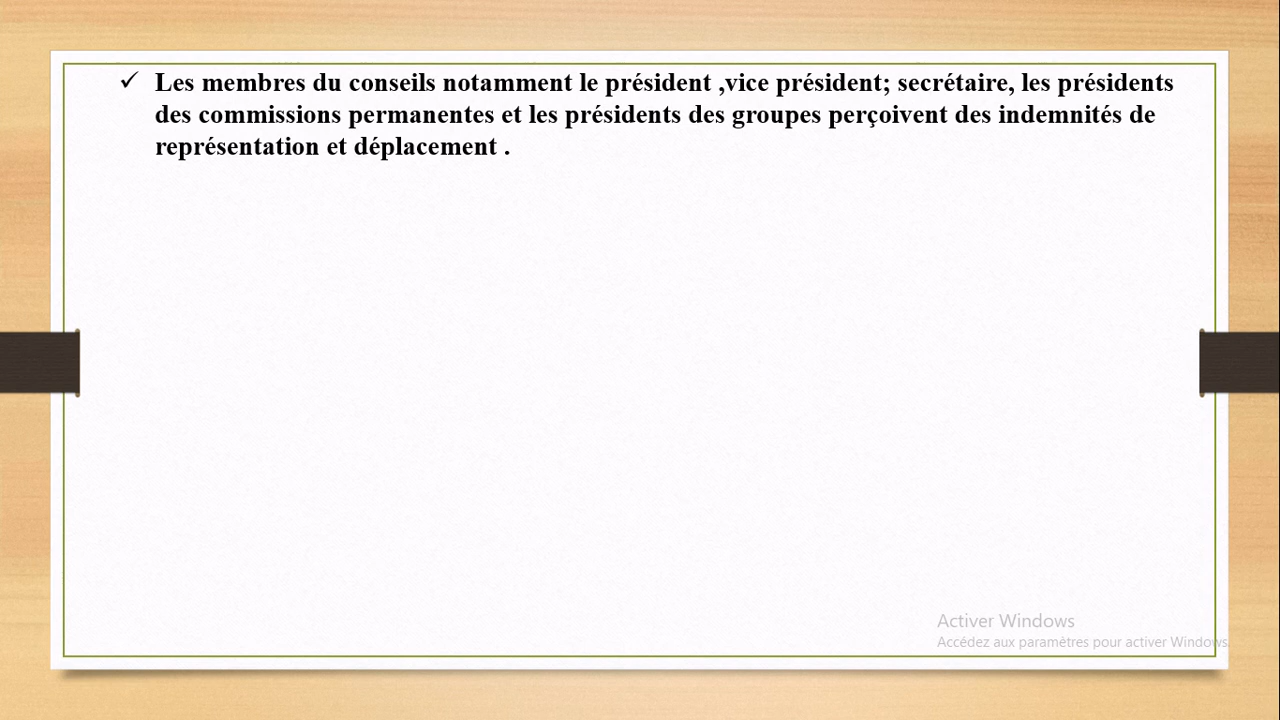 ✓ Les membres du conseils notamment le président ,vice président; secrétaire, les présidents
des commissions permanentes et les présidents des groupes perçoivent des indemnités de
représentation et déplacement .
Activer Windows
Accédez aux paramètres pour activer Windows.